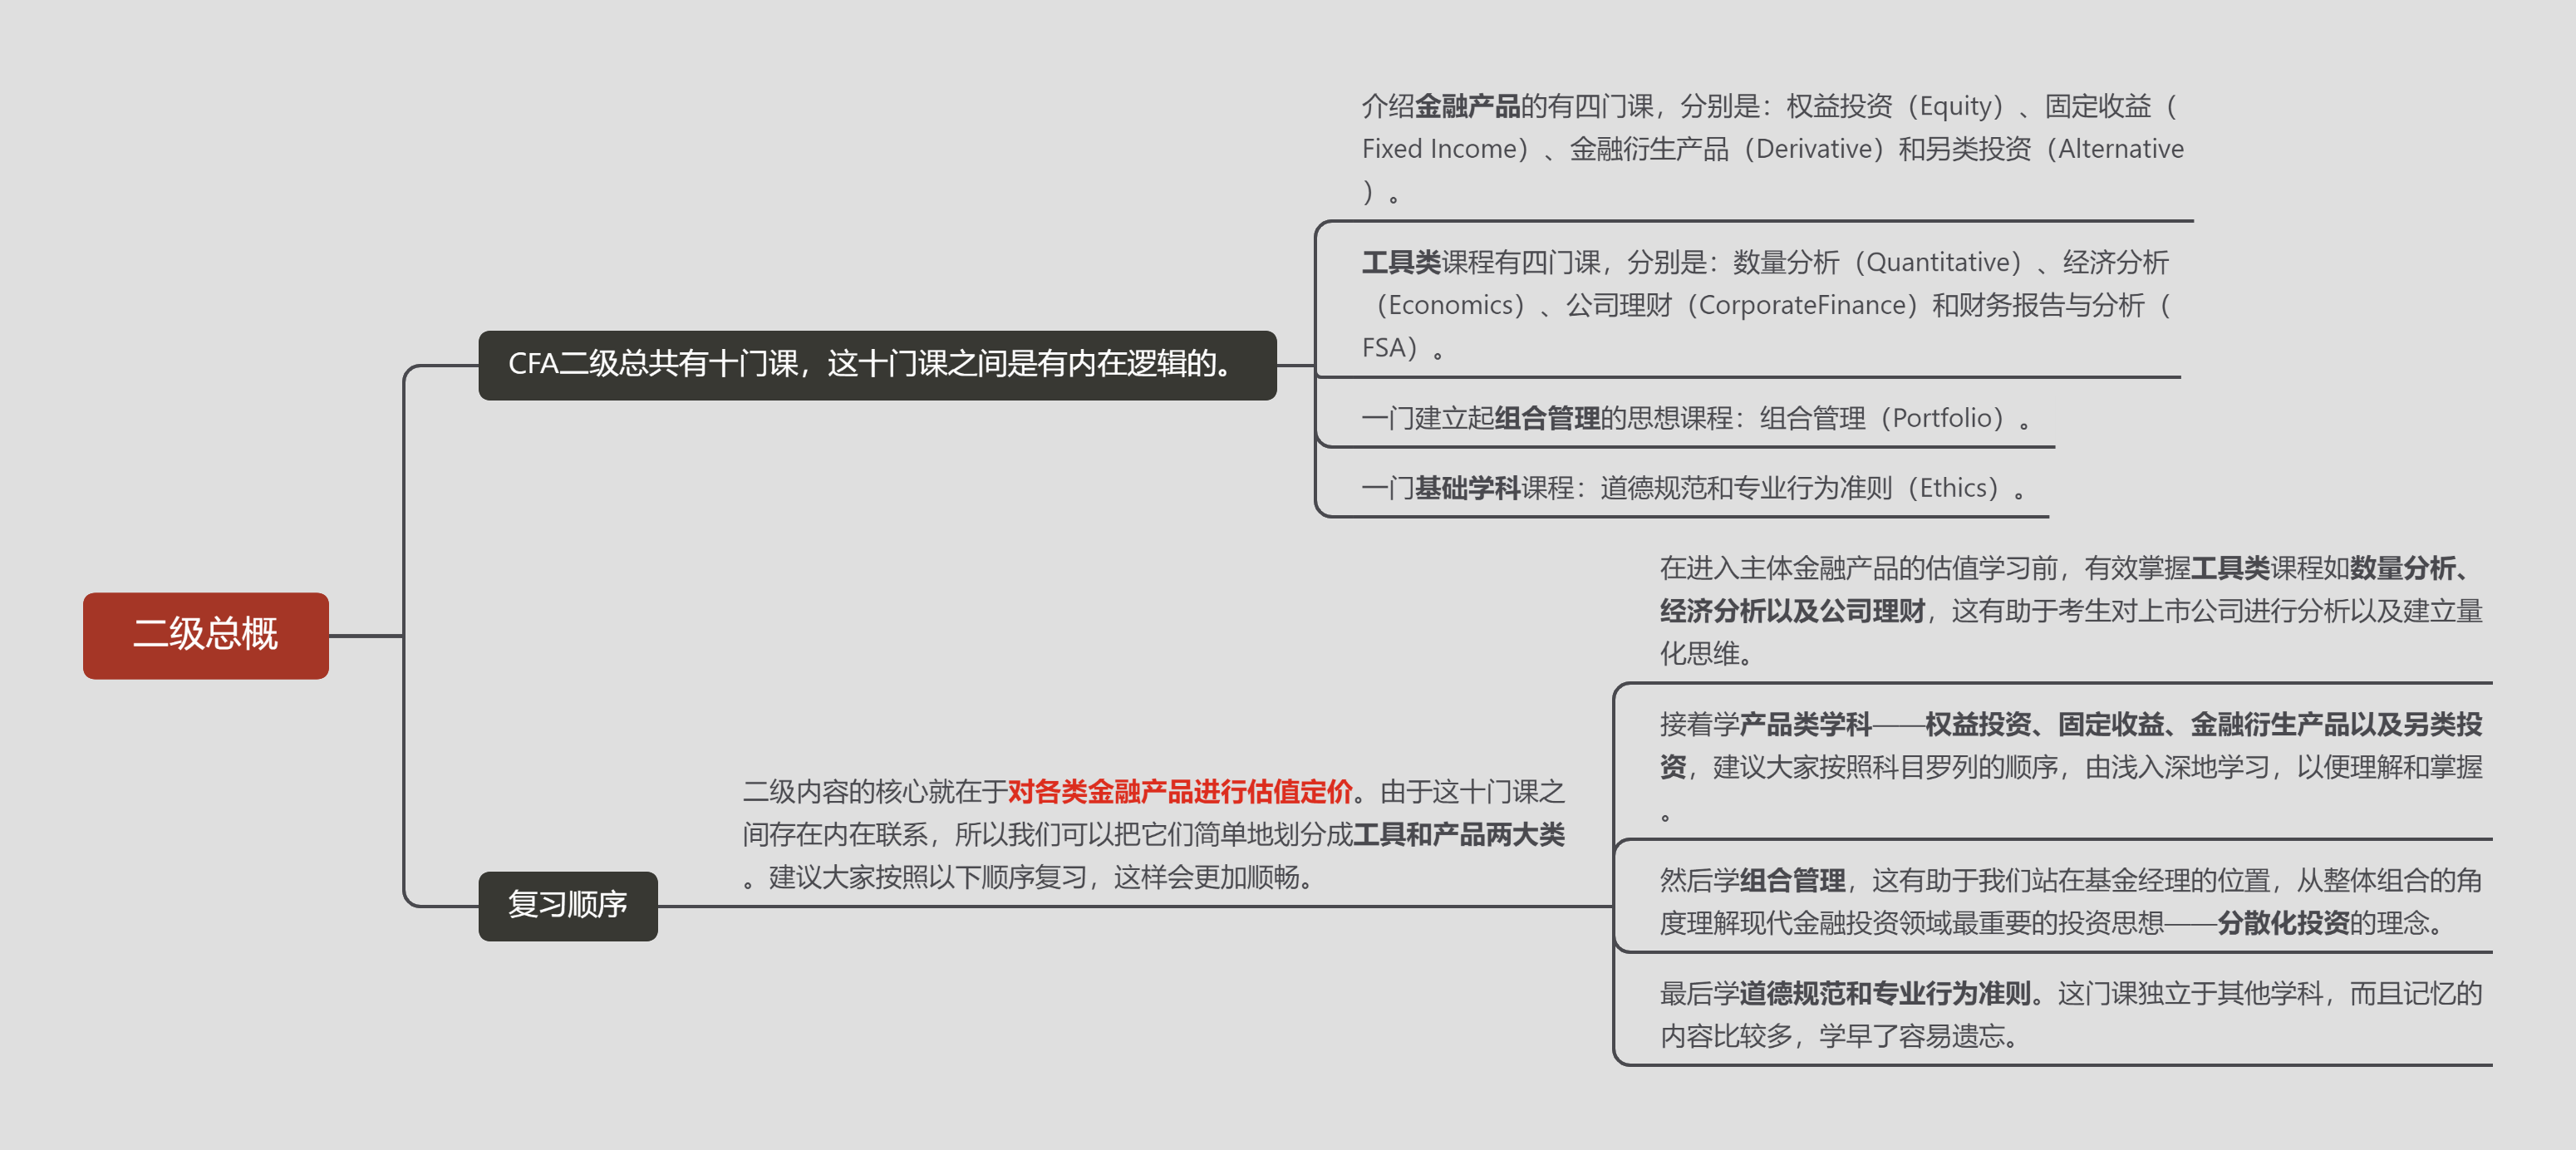 二级总概
CFA二级总共有十门课，这十门课之间是有内在逻辑的。
介绍金融产品的有四门课，分别是：权益投资（Equity）、固定收益（
Fixed Income）、金融衍生产品（Derivative）和另类投资（Alternative
）。
工具类课程有四门课，分别是：数量分析（Quantitative）、经济分析
（Economics）、公司理财（CorporateFinance）和财务报告与分析（
FSA）。
一门建立起组合管理的思想课程：组合管理（Portfolio）。
一门基础学科课程：道德规范和专业行为准则（Ethics）。
复习顺序
二级内容的核心就在于对各类金融产品进行估值定价。由于这十门课之
间存在内在联系，所以我们可以把它们简单地划分成工具和产品两大类
。建议大家按照以下顺序复习，这样会更加顺畅。
在进入主体金融产品的估值学习前，有效掌握工具类课程如数量分析、
经济分析以及公司理财，这有助于考生对上市公司进行分析以及建立量
化思维。
接着学产品类学科——权益投资、固定收益、金融衍生产品以及另类投
资，建议大家按照科目罗列的顺序，由浅入深地学习，以便理解和掌握
。
然后学组合管理，这有助于我们站在基金经理的位置，从整体组合的角
度理解现代金融投资领域最重要的投资思想——分散化投资的理念。
最后学道德规范和专业行为准则。这门课独立于其他学科，而且记忆的
内容比较多，学早了容易遗忘。